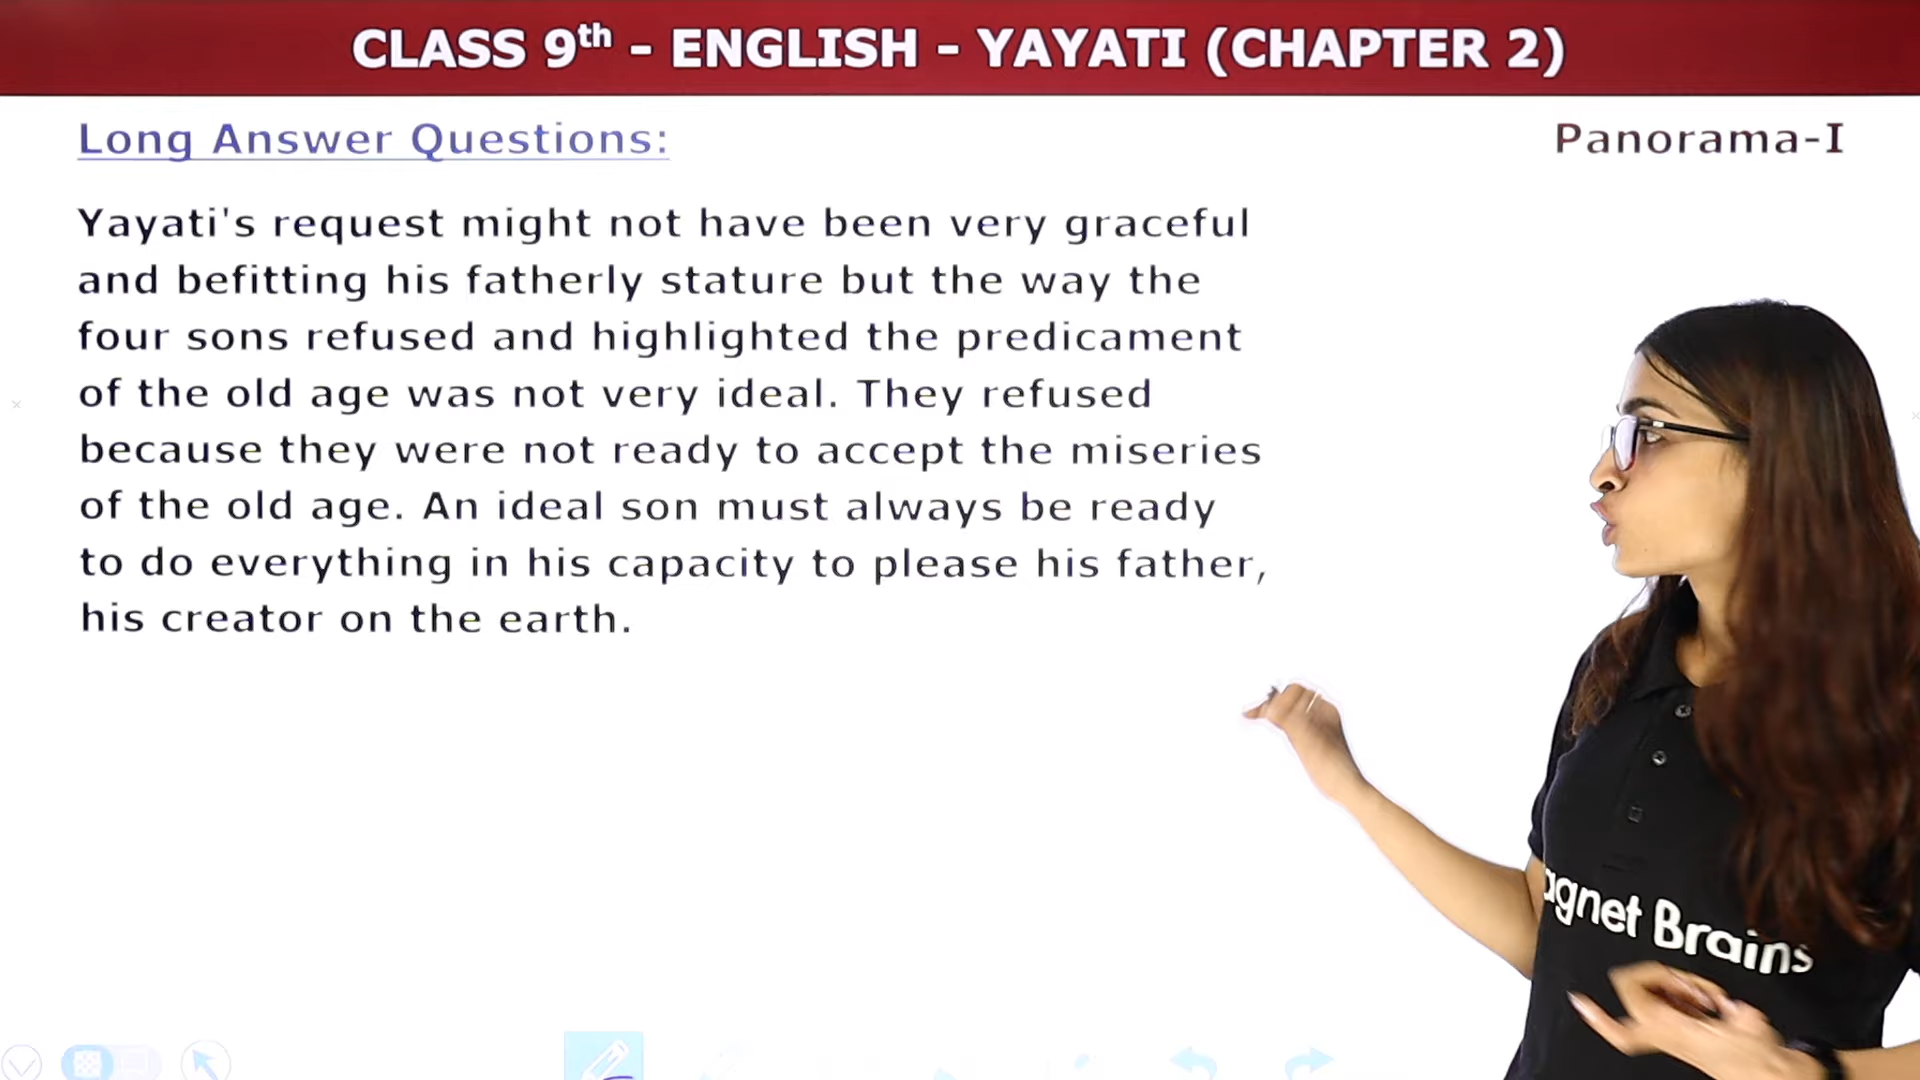 CLASS 9th - ENGLISH - YAYATI (CHAPTER 2)
Long Answer Questions:
Panorama-I
Yayati's request might not have been very graceful
and befitting his fatherly stature but the way the
four sons refused and highlighted the predicament
of the old age was not very ideal. They refused
because they were not ready to accept the miseries
of the old age. An ideal son must always be ready
to do everything in his capacity to please his father,
his creator on the earth.
agnet Brains